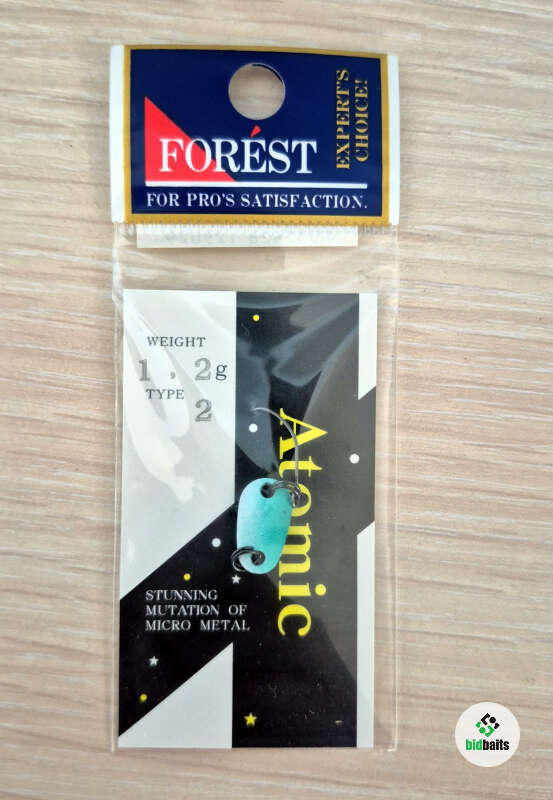 FORÉST
FOR PRO'S SATISFACTION.
EXPERT'S
CHOICE!
WEIGHT
1, 2g
TYPE
2
Atomic
STUNNING
MUTATION OF
MICRO METAL
bidbaits